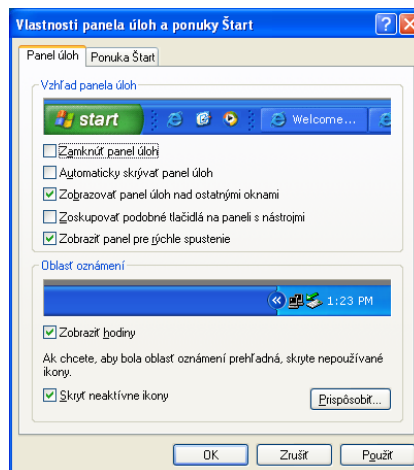 Vlastnosti panela úloh a ponuky Štart
Panel úloh
Ponuka Štart
Vzhľad panela úloh
start
Welcome...
Zamknúť panel úloh
Automaticky skrývať panel úloh
Zobrazovať panel úloh nad ostatnými oknami
Zoskupovať podobné tlačidlá na paneli s nástrojmi
Zobraziť panel pre rýchle spustenie
Oblasť oznámení
1:23 PM
Zobraziť hodiny
Ak chcete, aby bola oblasť oznámení prehľadná, skryte nepoužívané
ikony.
Skryť neaktívne ikony
Prispôsobiť...
OK
Zrušiť
Použiť